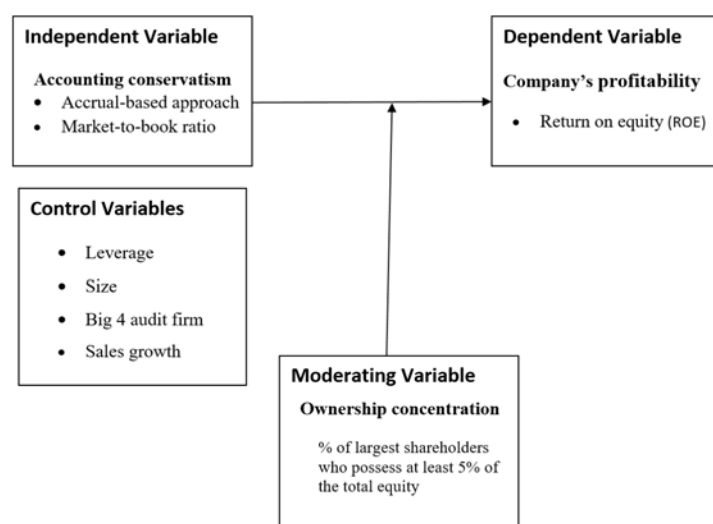 Independent Variable
Accounting conservatism
• Accrual-based approach
• Market-to-book ratio
Dependent Variable
Company’s profitability
• Return on equity (ROE)
Control Variables
• Leverage
• Size
• Big 4 audit firm
• Sales growth
Moderating Variable
Ownership concentration
% of largest shareholders
who possess at least 5% of
the total equity